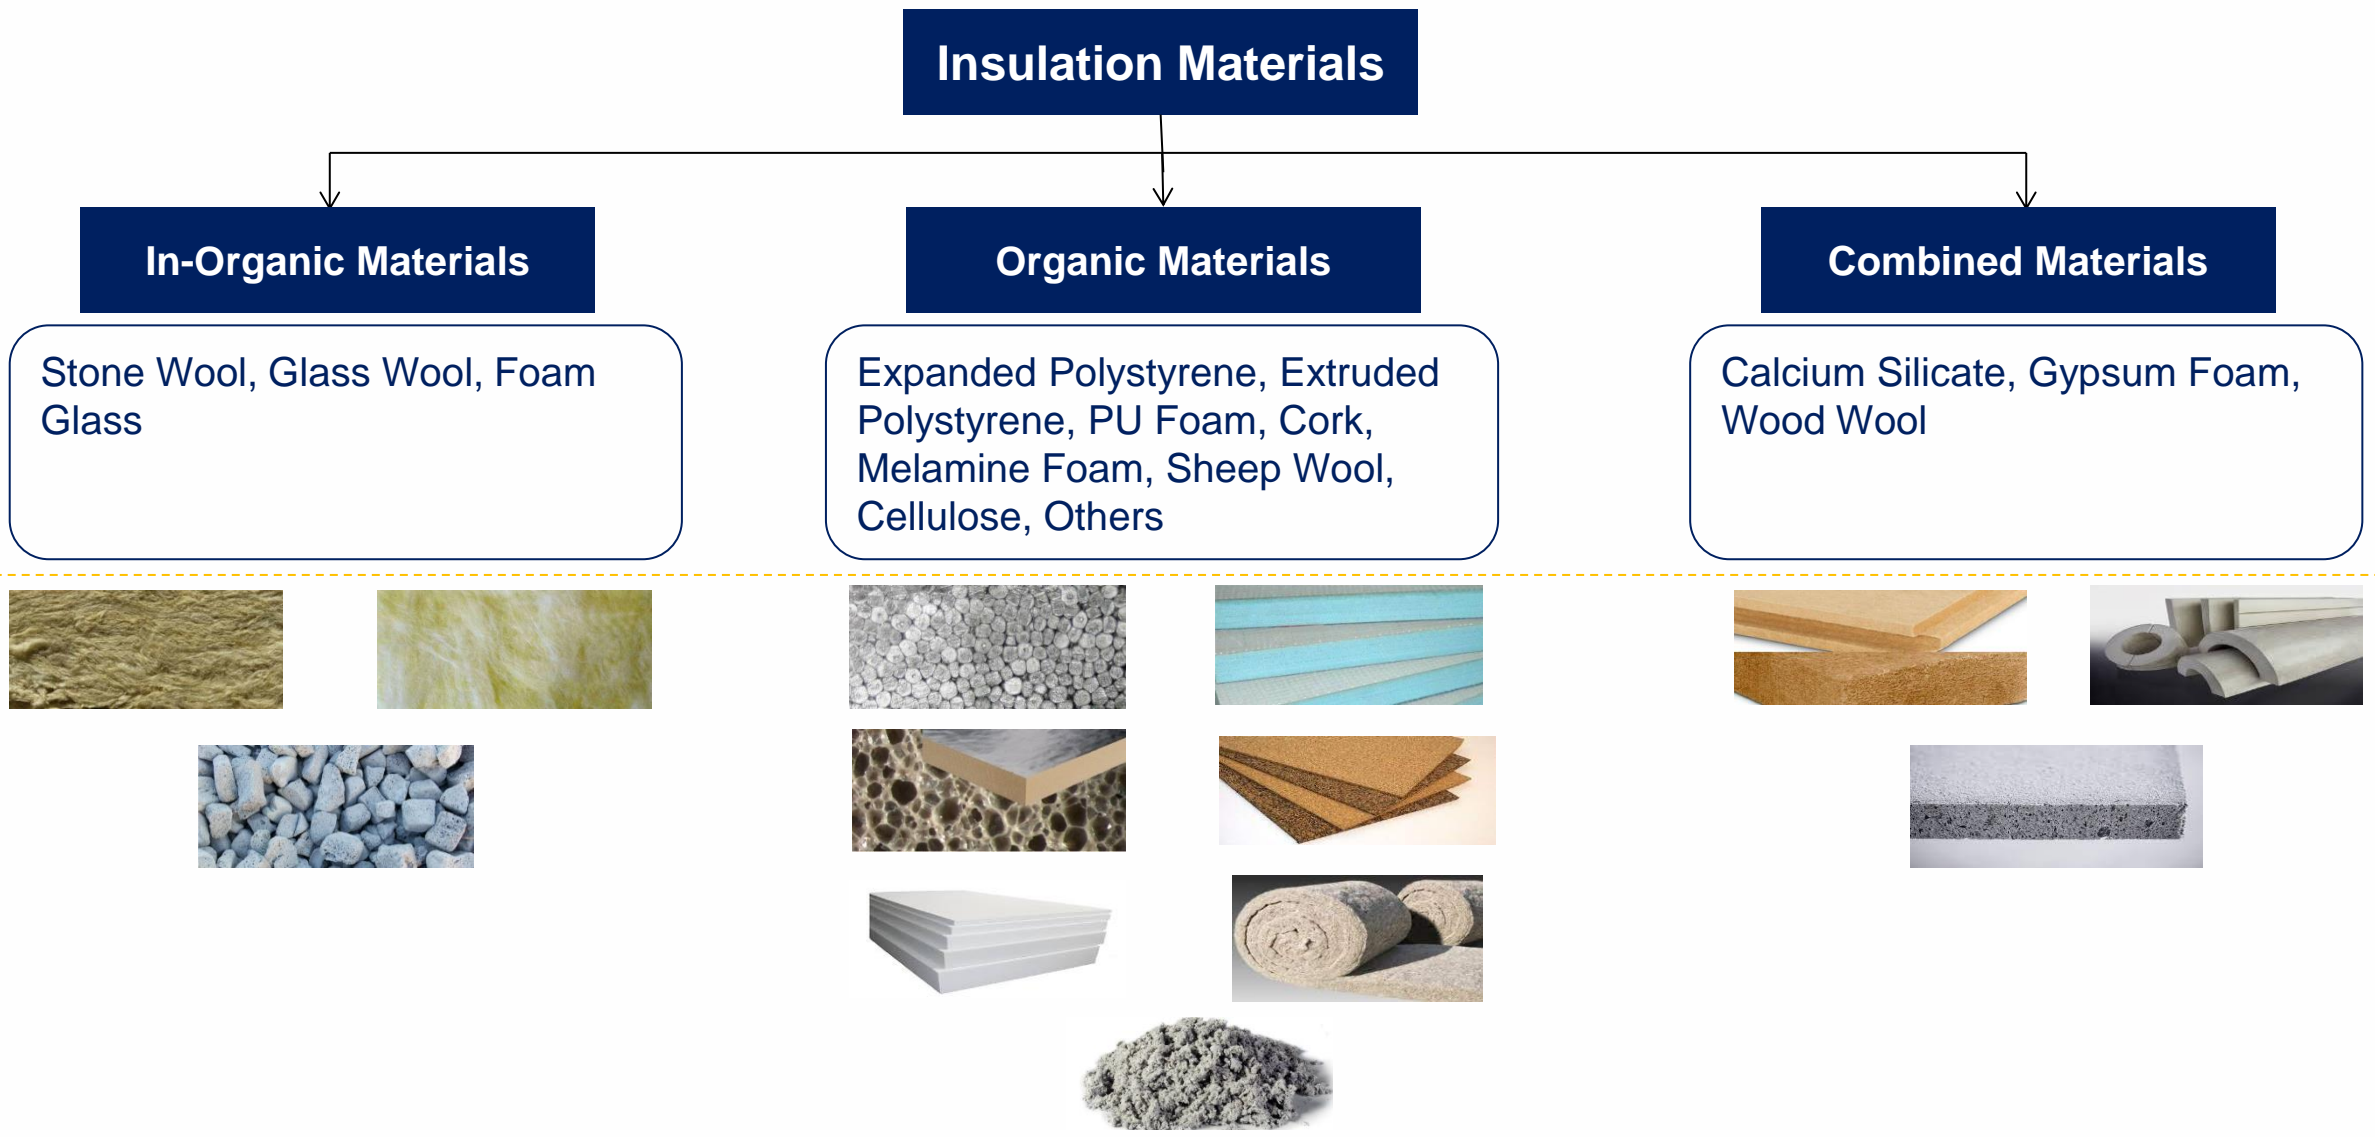 Insulation Materials
In-Organic Materials
Organic Materials
Combined Materials
Stone Wool, Glass Wool, Foam
Glass
Expanded Polystyrene, Extruded
Polystyrene, PU Foam, Cork,
Melamine Foam, Sheep Wool,
Cellulose, Others
Calcium Silicate, Gypsum Foam,
Wood Wool